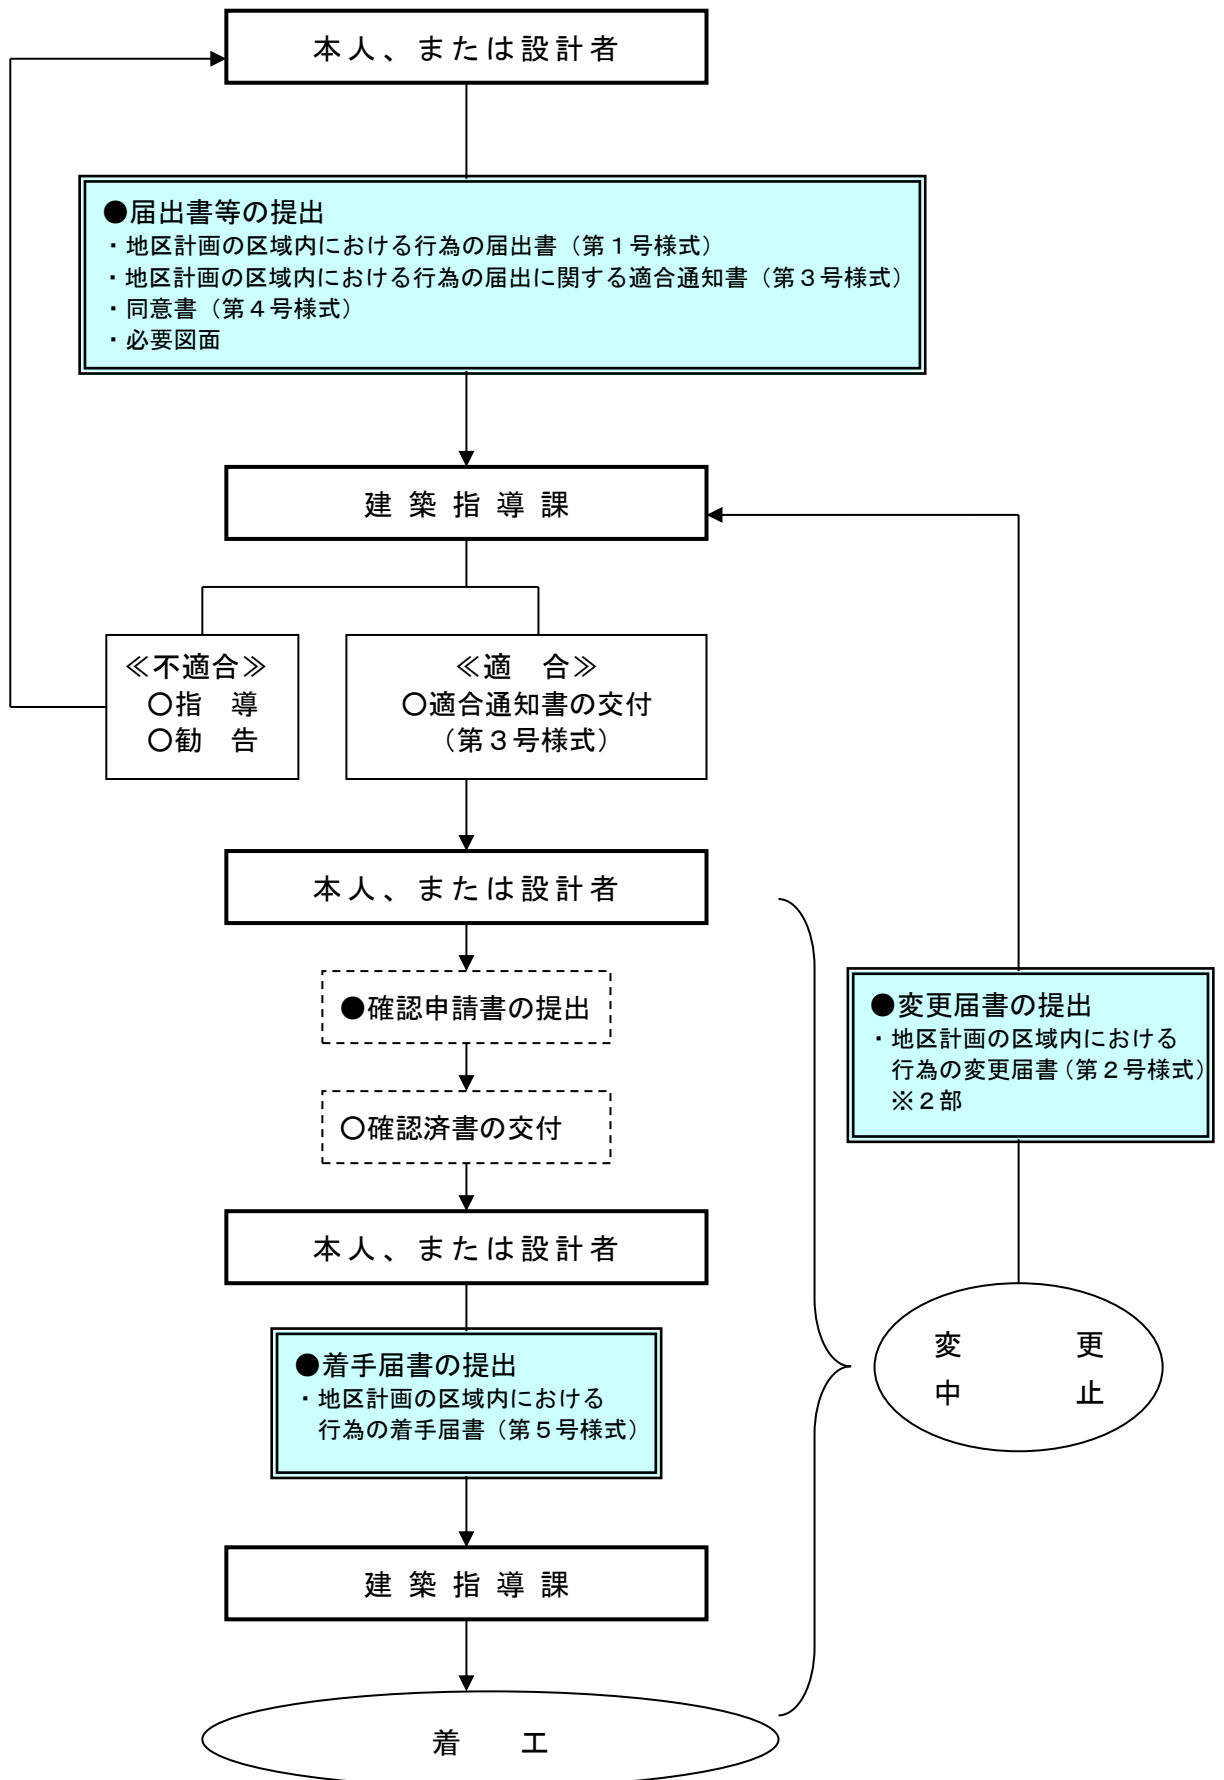 本人、または設計者
●届出書等の提出
・地区計画の区域内における行為の届出書（第１号様式）
・地区計画の区域内における行為の届出に関する適合通知書（第３号様式）
・同意書（第４号様式）
・必要図面
建築指導課
≪不適合≫
○指　導
○勧　告
≪適　合≫
○適合通知書の交付
（第３号様式）
本人、または設計者
●確認申請書の提出
○確認済書の交付
本人、または設計者
●着手届書の提出
・地区計画の区域内における
行為の着手届書（第５号様式）
建築指導課
着　工
●変更届書の提出
・地区計画の区域内における
行為の変更届書（第２号様式）
※２部
変　更
中　止